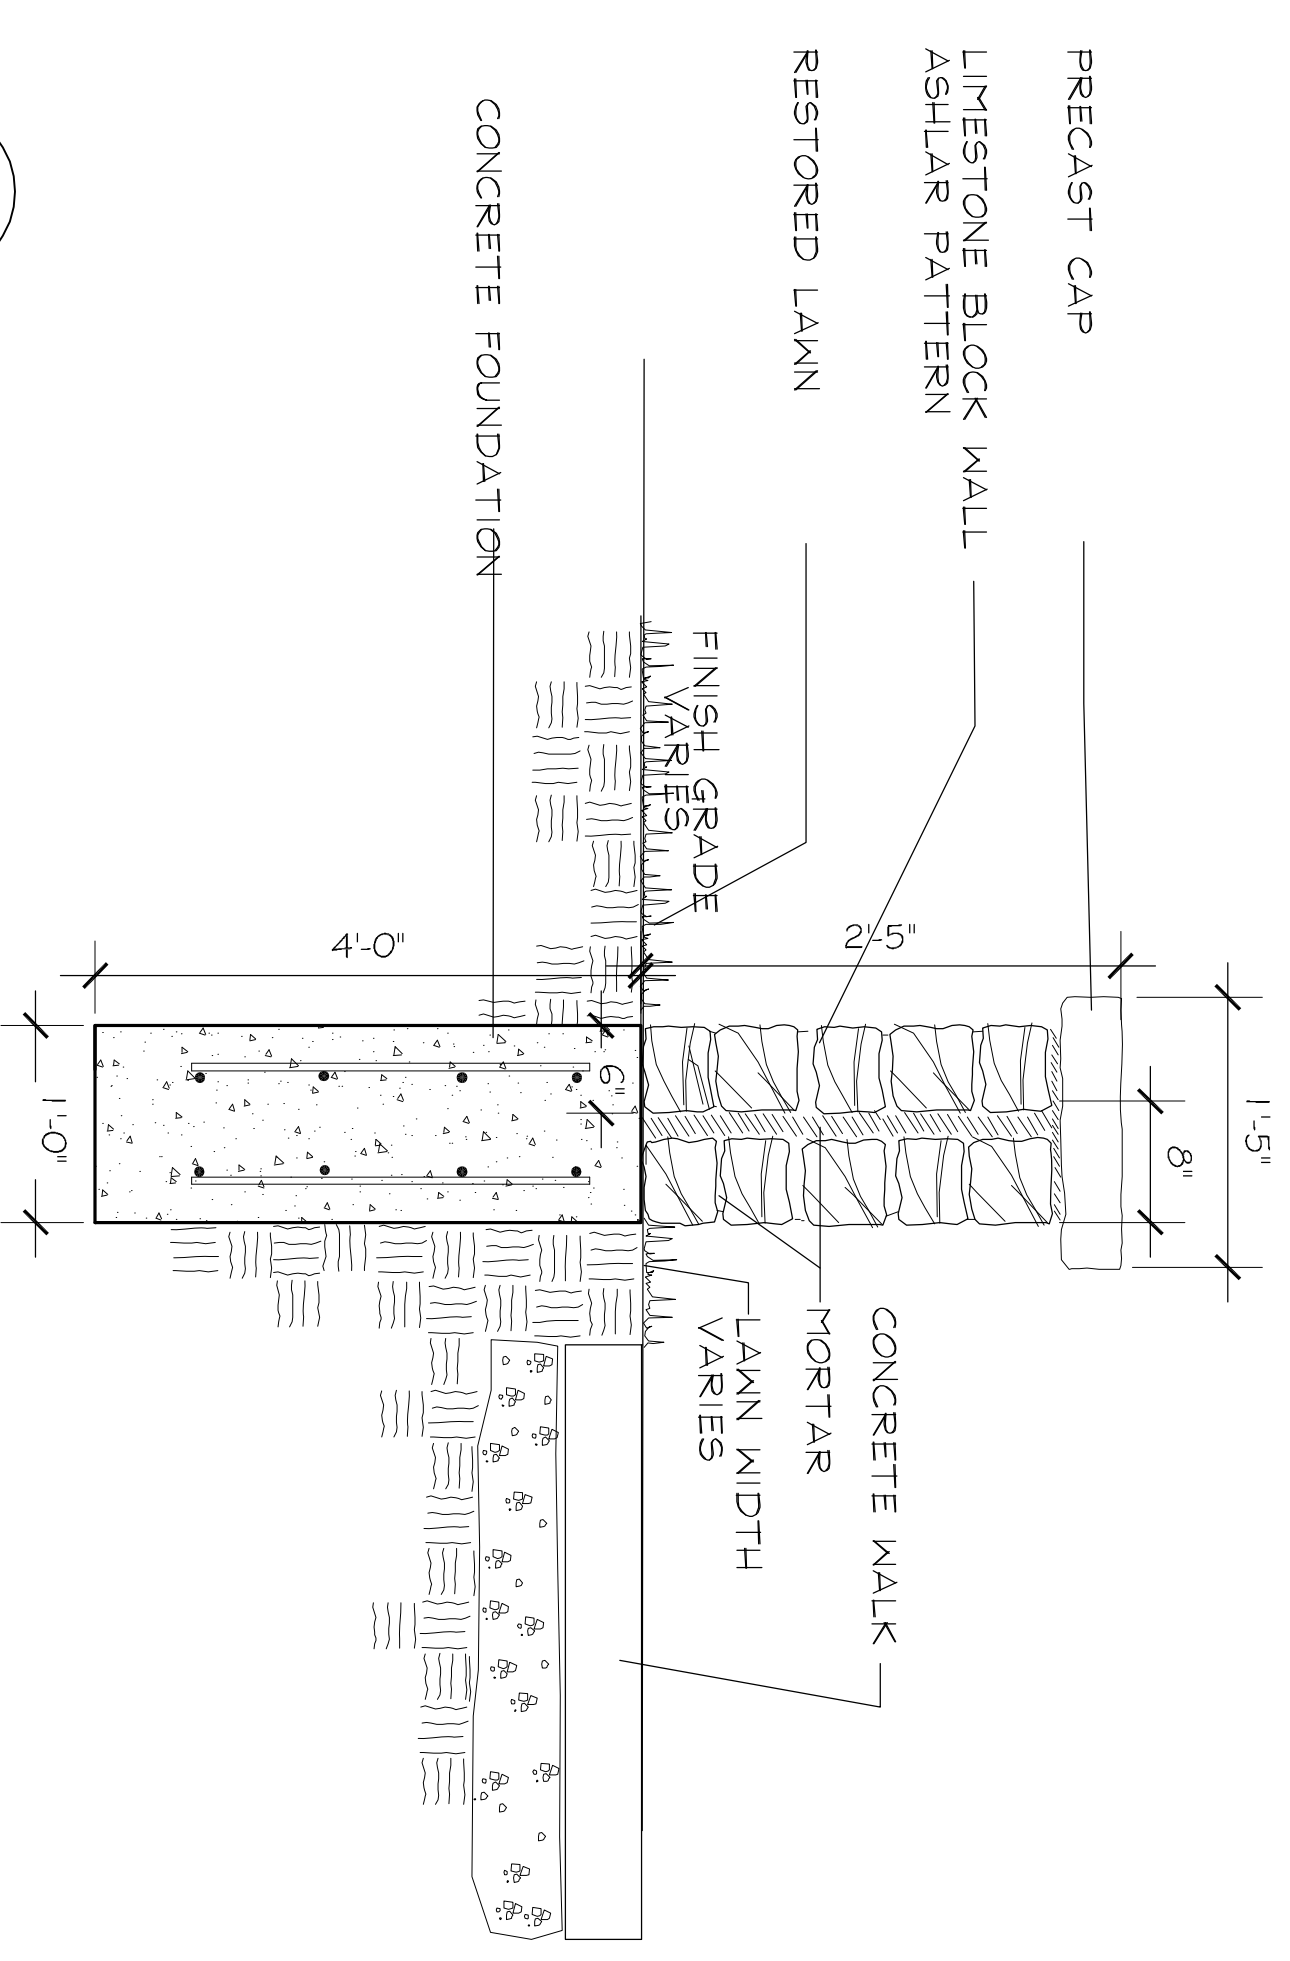 PRECAST CAP
LIMESTONE BLOCK WALL
ASHLAR PATTERN
RESTORED LAWN
CONCRETE FOUNDATION
FINISH GRADE
VARIES
2'-5"
4'-0"
1'-5"
8"
6"
1'-0"
CONCRETE WALK
MORTAR
LAWN WIDTH
VARIES